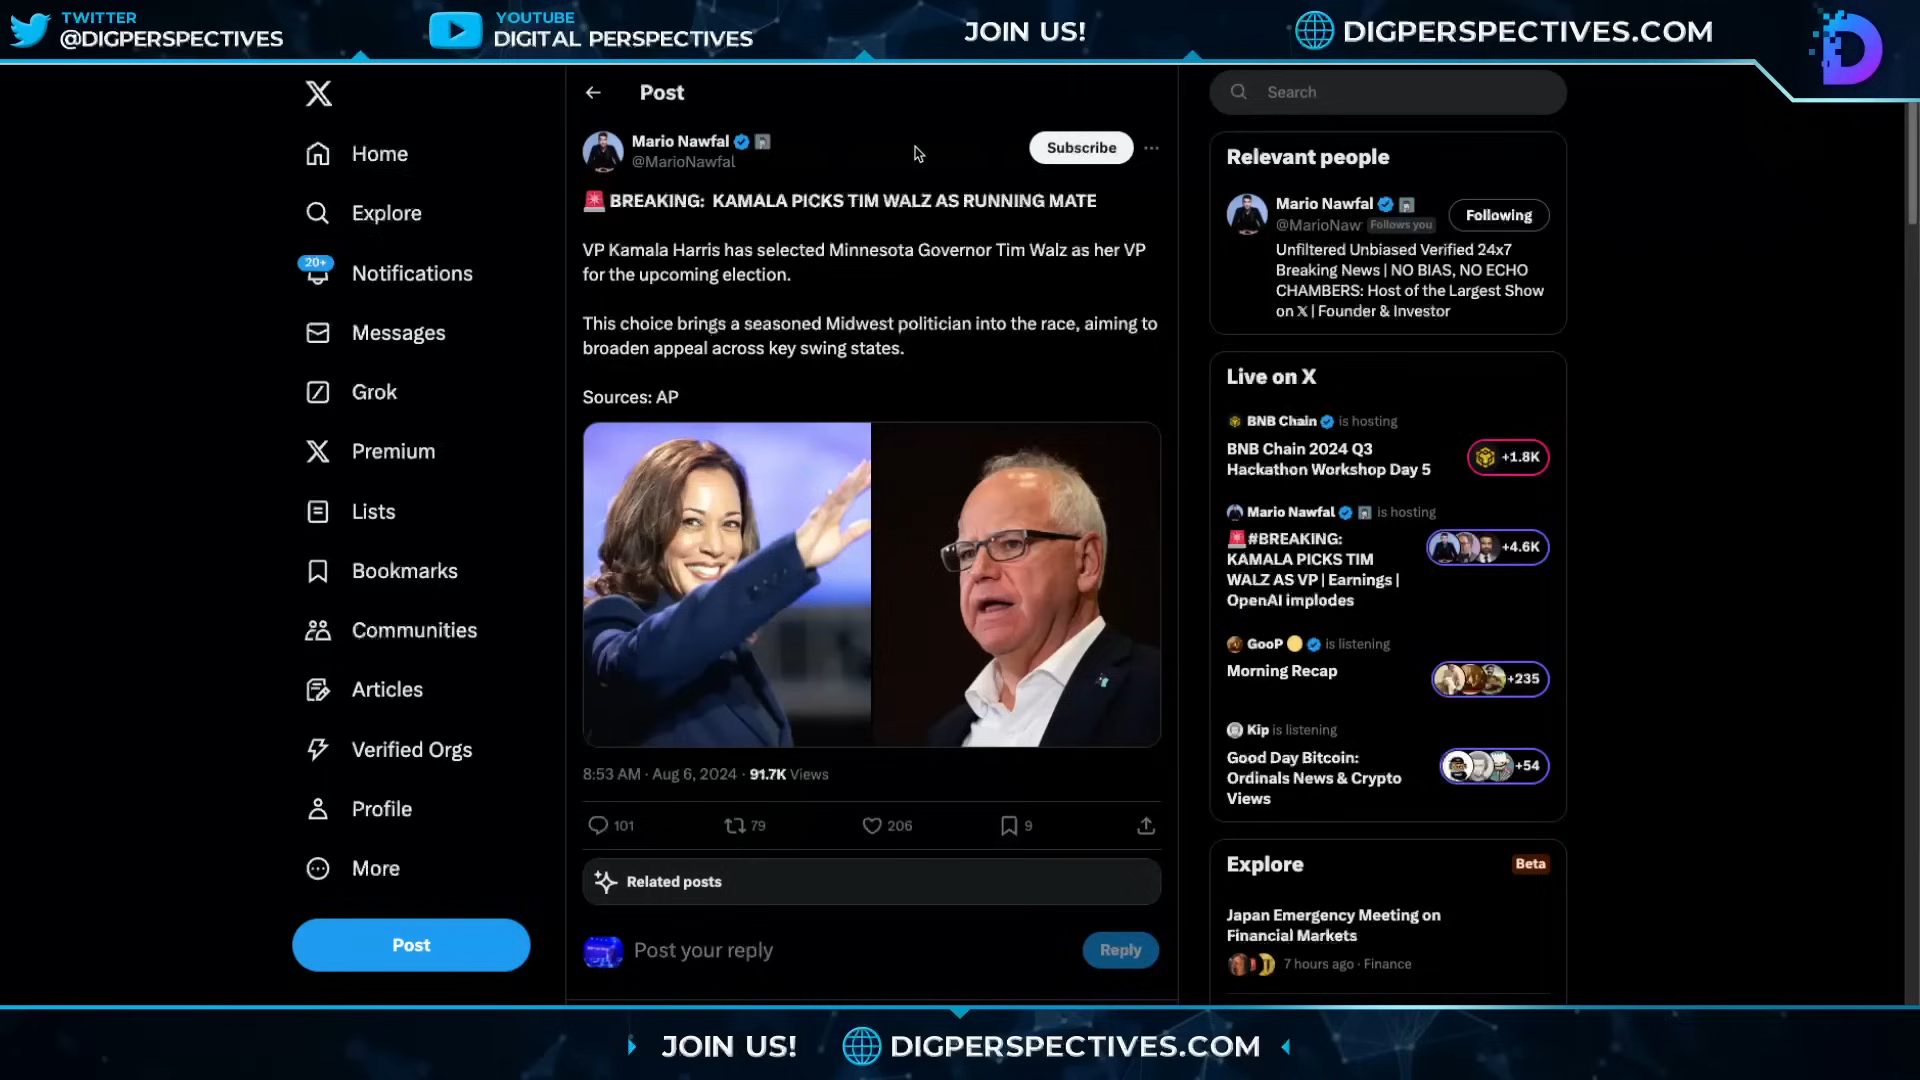 TWITTER
@DIGPERSPECTIVES
YOUTUBE
DIGITAL PERSPECTIVES
JOIN US!
DIGPERSPECTIVES.COM
Home
Explore
20+
Notifications
Messages
Grok
Premium
Lists
Bookmarks
Communities
Articles
Verified Orgs
Profile
More
Post
Post
Mario Nawfal
@MarioNawfal
Subscribe
BREAKING: KAMALA PICKS TIM WALZ AS RUNNING MATE
VP Kamala Harris has selected Minnesota Governor Tim Walz as her VP
for the upcoming election.
This choice brings a seasoned Midwest politician into the race, aiming to
broaden appeal across key swing states.
Sources: AP
8:53 AM · Aug 6, 2024 · 91.7K Views
101
79
206
9
Related posts
Post your reply
Reply
Search
Relevant people
Mario Nawfal
@MarioNaw Follows you
Following
Unfiltered Unbiased Verified 24x7
Breaking News | NO BIAS, NO ECHO
CHAMBERS: Host of the Largest Show
on 𝕏 | Founder & Investor
Live on X
BNB Chain is hosting
BNB Chain 2024 Q3
Hackathon Workshop Day 5
+1.8K
Mario Nawfal is hosting
#BREAKING:
KAMALA PICKS TIM
WALZ AS VP | Earnings |
OpenAI implodes
+4.6K
GooP is listening
Morning Recap
+235
Kip is listening
Good Day Bitcoin:
Ordinals News & Crypto
Views
+54
Explore
Beta
Japan Emergency Meeting on
Financial Markets
7 hours ago · Finance
JOIN US!
DIGPERSPECTIVES.COM